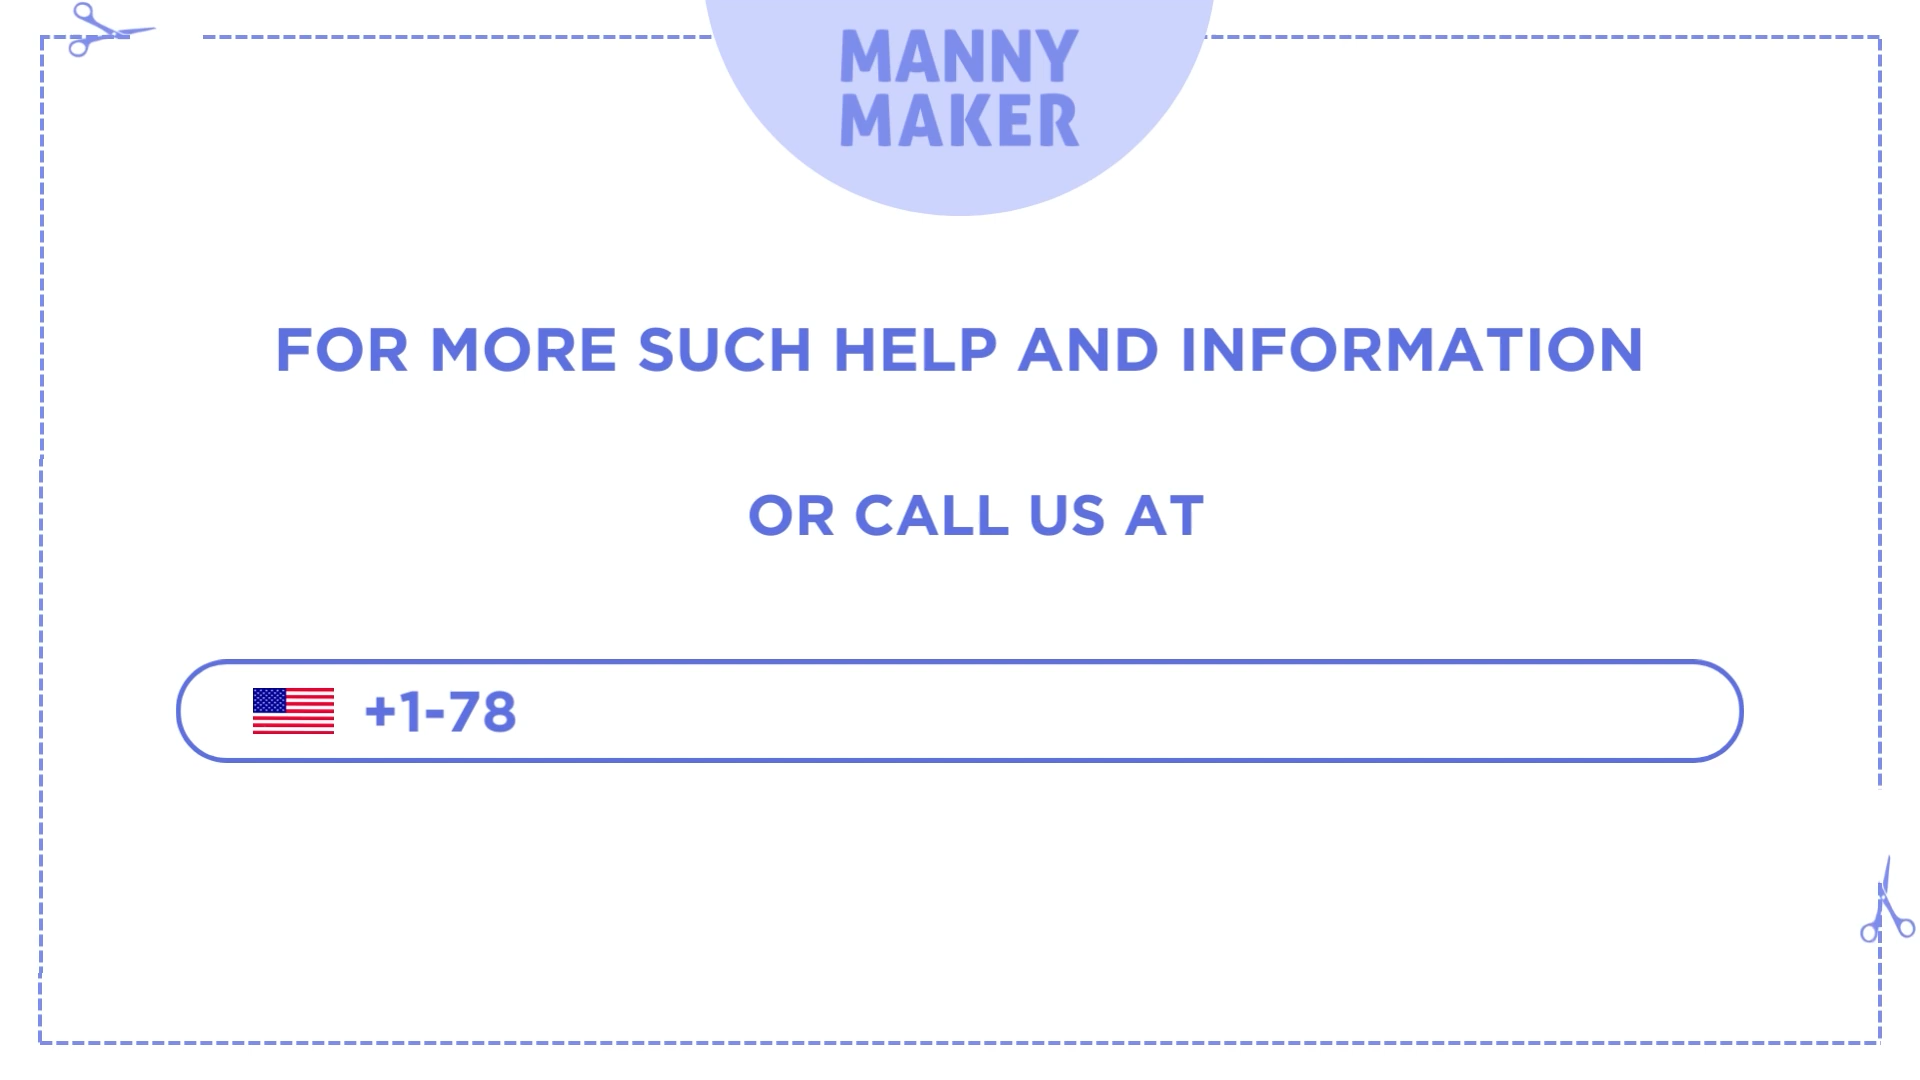 MANNY
MAKER
FOR MORE SUCH HELP AND INFORMATION
OR CALL US AT
+1-78